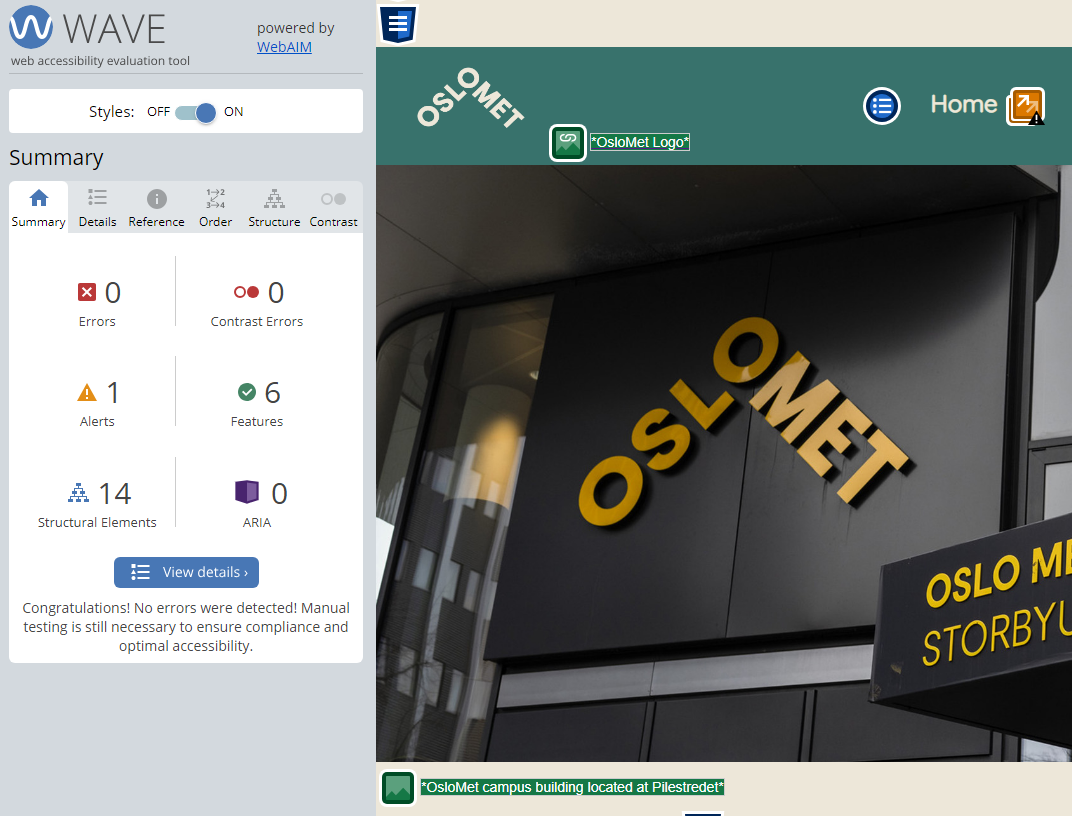 WAVE
web accessibility evaluation tool
powered by
WebAIM
Styles: OFF ON
Summary
Summary Details Reference Order Structure Contrast
0
Errors
0
Contrast Errors
1
Alerts
6
Features
14
Structural Elements
0
ARIA
View details ›
Congratulations! No errors were detected! Manual
testing is still necessary to ensure compliance and
optimal accessibility.
OSLOMET
*OsloMet Logo*
Home
OSLOMET
OSLO ME
STORBYU
*OsloMet campus building located at Pilestredet*